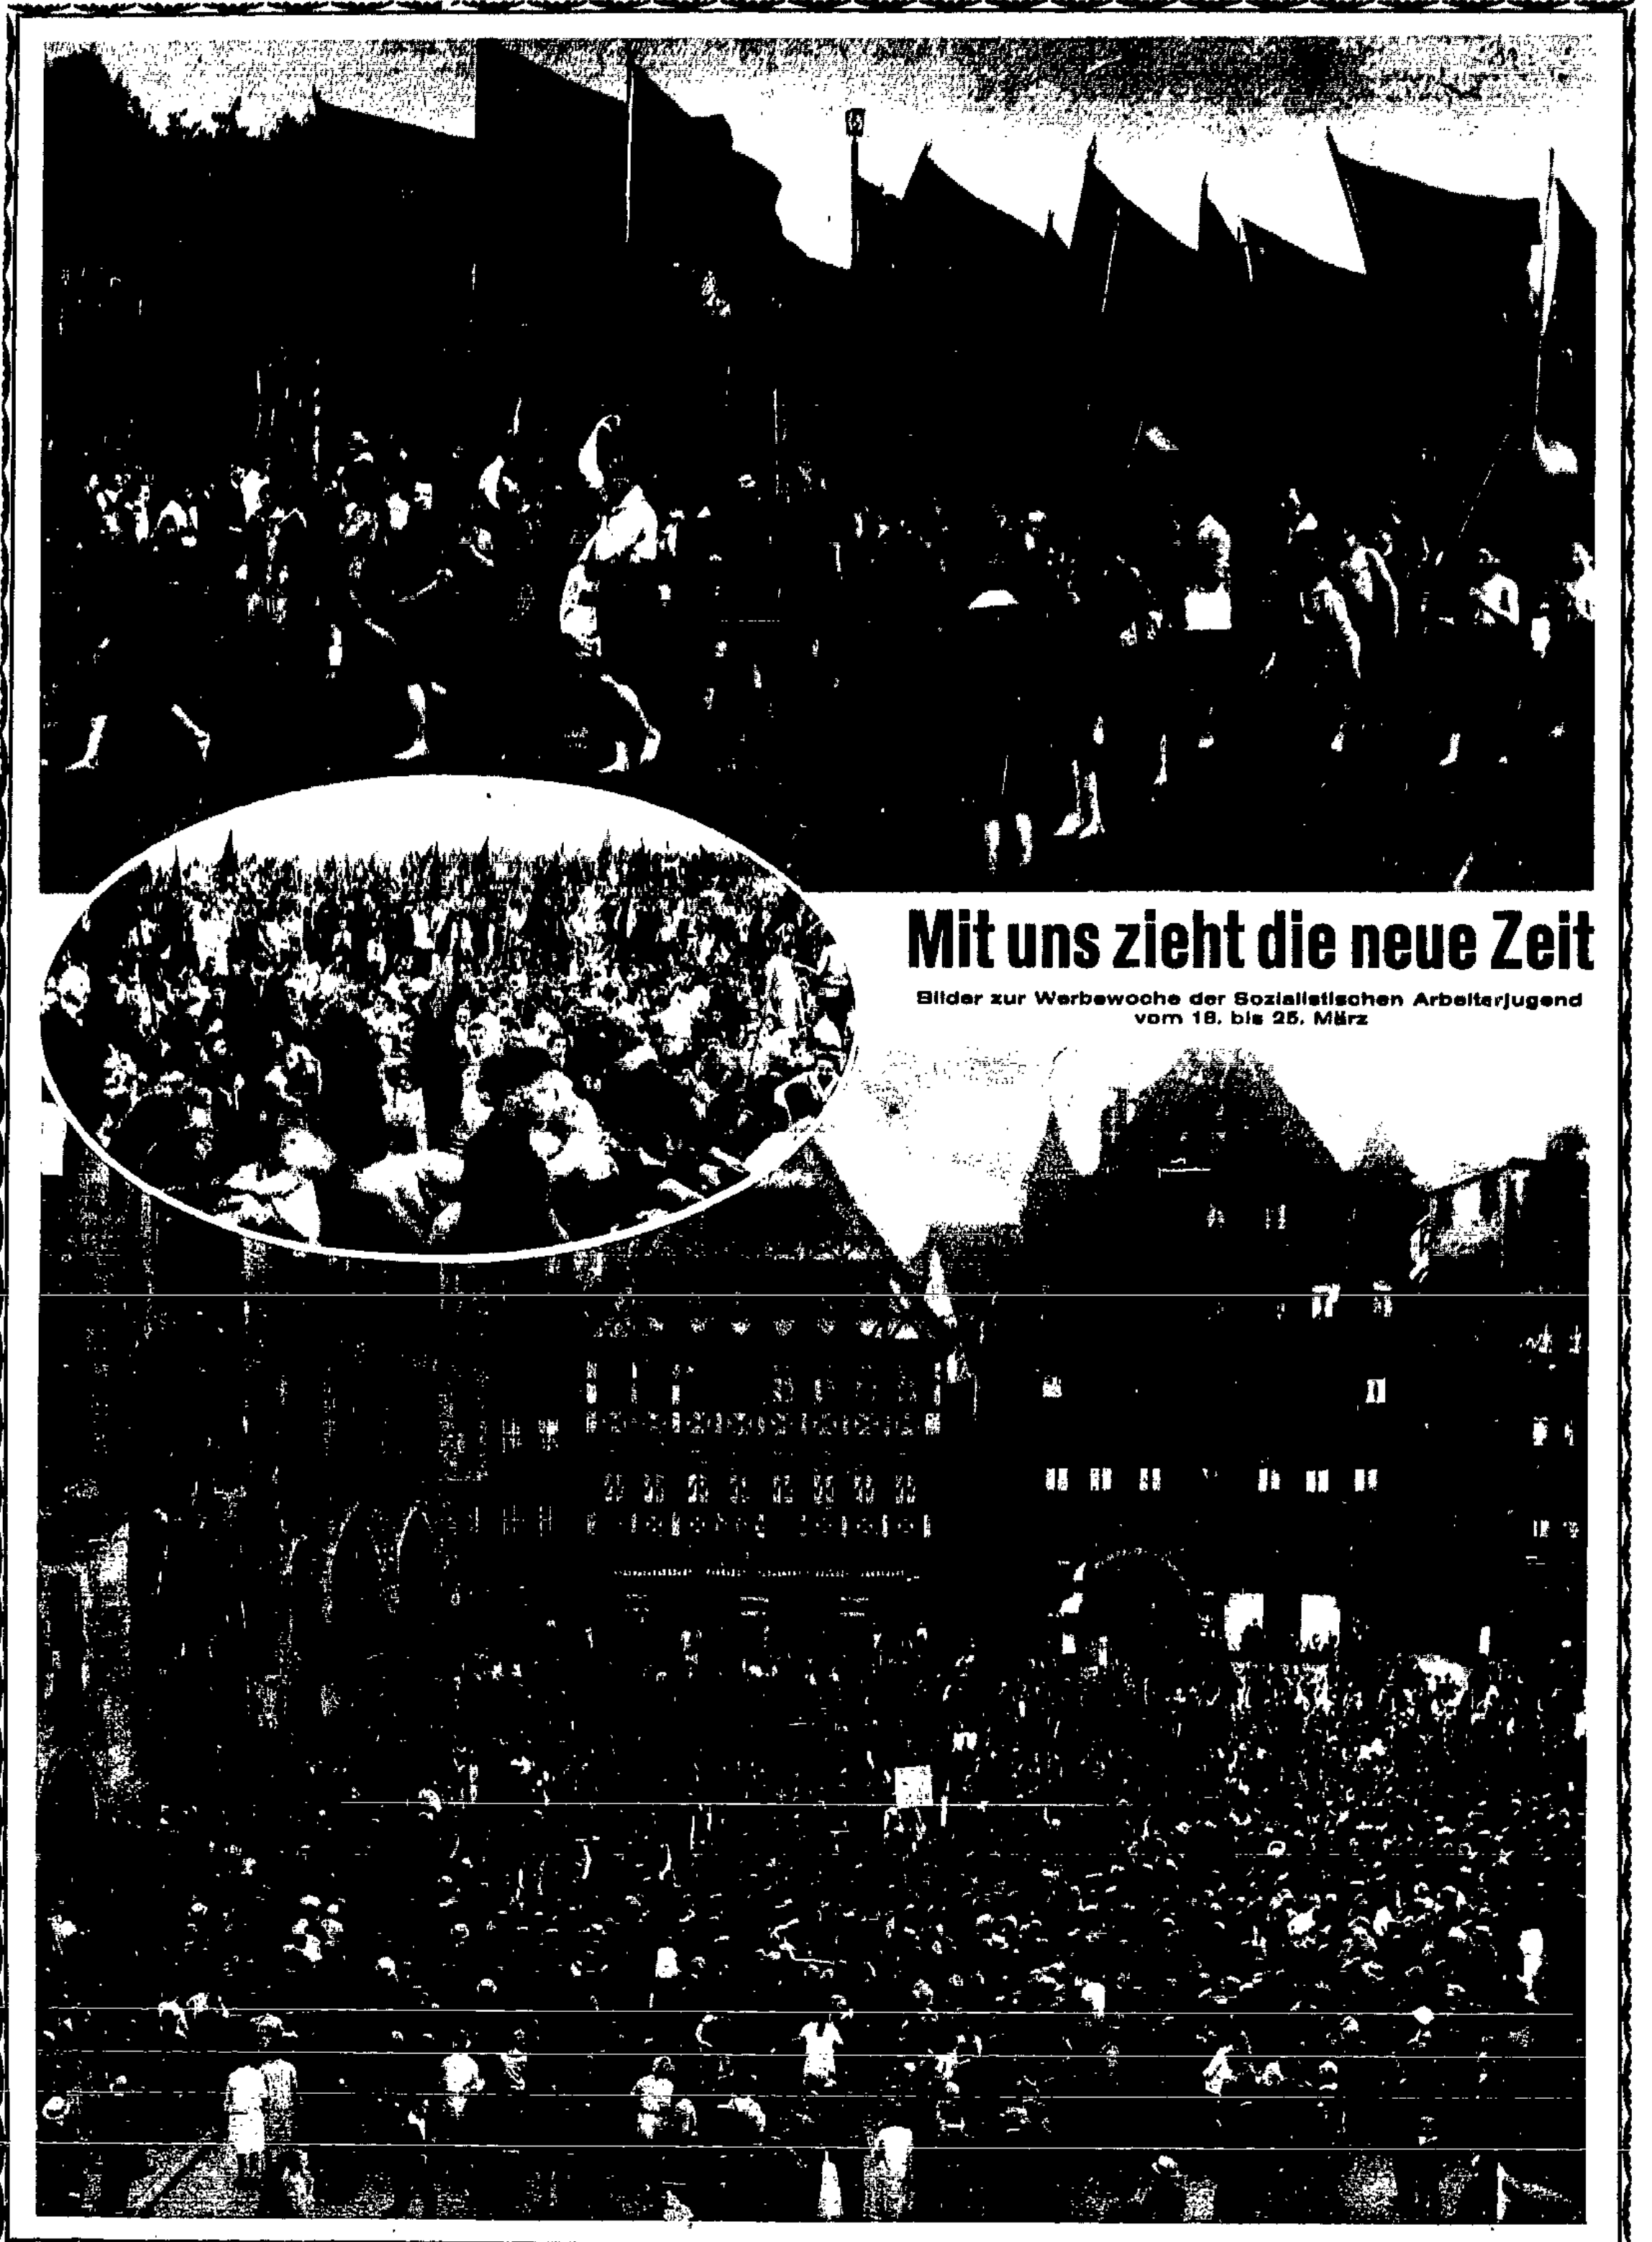 Mit uns zieht die neue Zeit
Bilder zur Werbewoche der Sozialistischen Arbeiterjugend
vom 18. bis 25. März